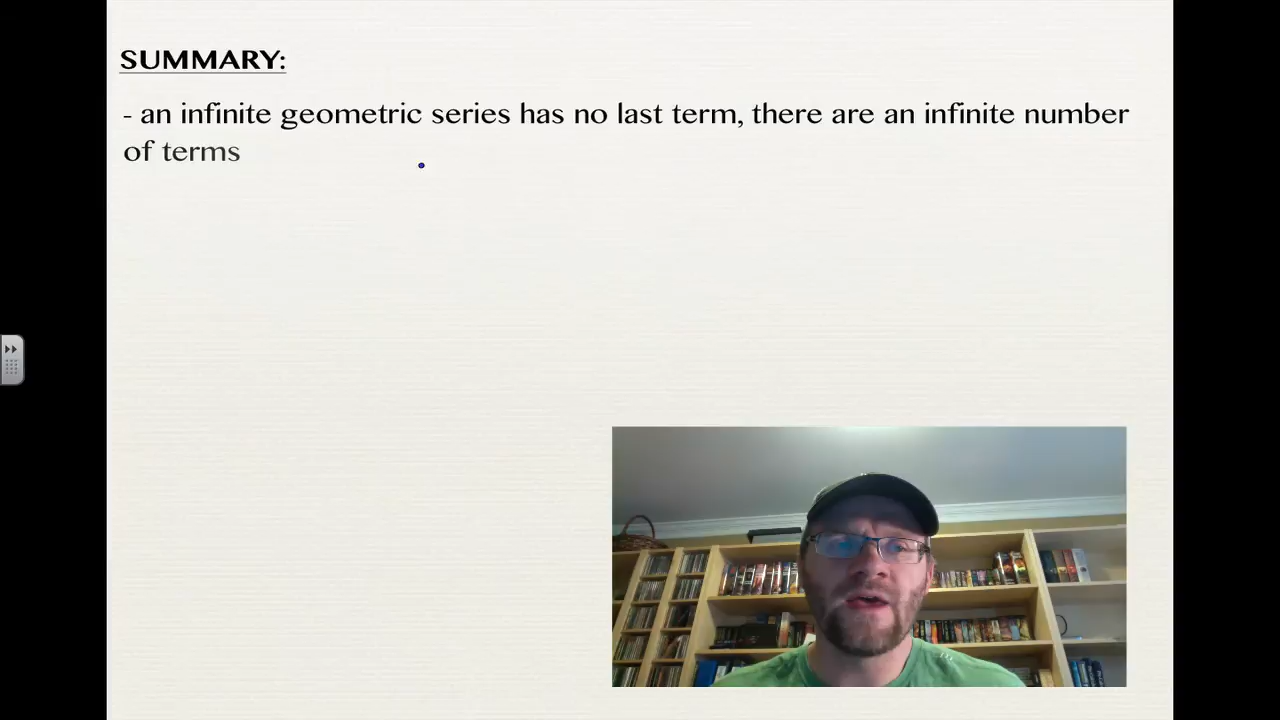 SUMMARY:
- an infinite geometric series has no last term, there are an infinite number
of terms